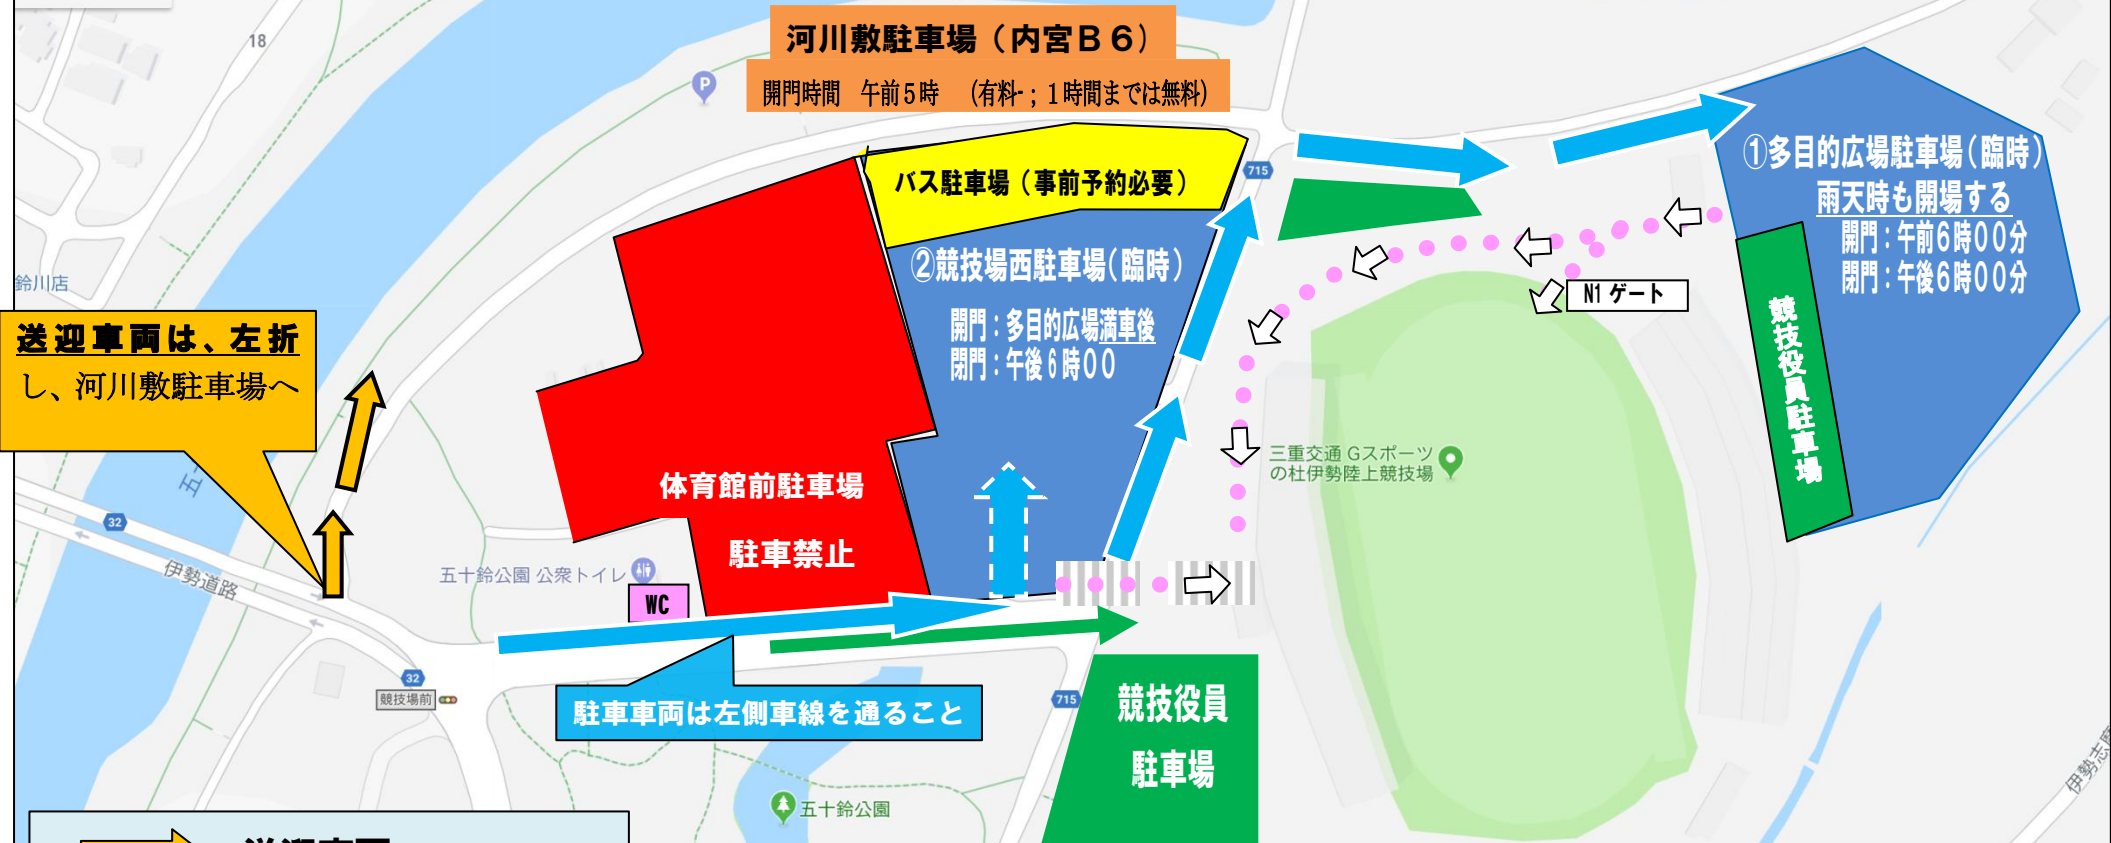 河川敷駐車場（内宮Ｂ６）
開門時間　午前５時　（有料-；１時間までは無料）
18
P
鈴川店
送迎車両は、左折
し、河川敷駐車場へ
バス駐車場（事前予約必要）
715
①多目的広場駐車場（臨時）
雨天時も開場する
開門：午前６時００分
閉門：午後６時００分
②競技場西駐車場（臨時）
開門：多目的広場満車後
閉門：午後６時００
N1 ゲート
競技役員駐車場
三重交通 Gスポーツ
の杜伊勢陸上競技場
体育館前駐車場
駐車禁止
五十
32
伊勢道路
五十鈴公園 公衆トイレ
WC
32
競技場前
駐車車両は左側車線を通ること
715
競技役員
駐車場
五十鈴公園
伊勢志摩
送迎車両